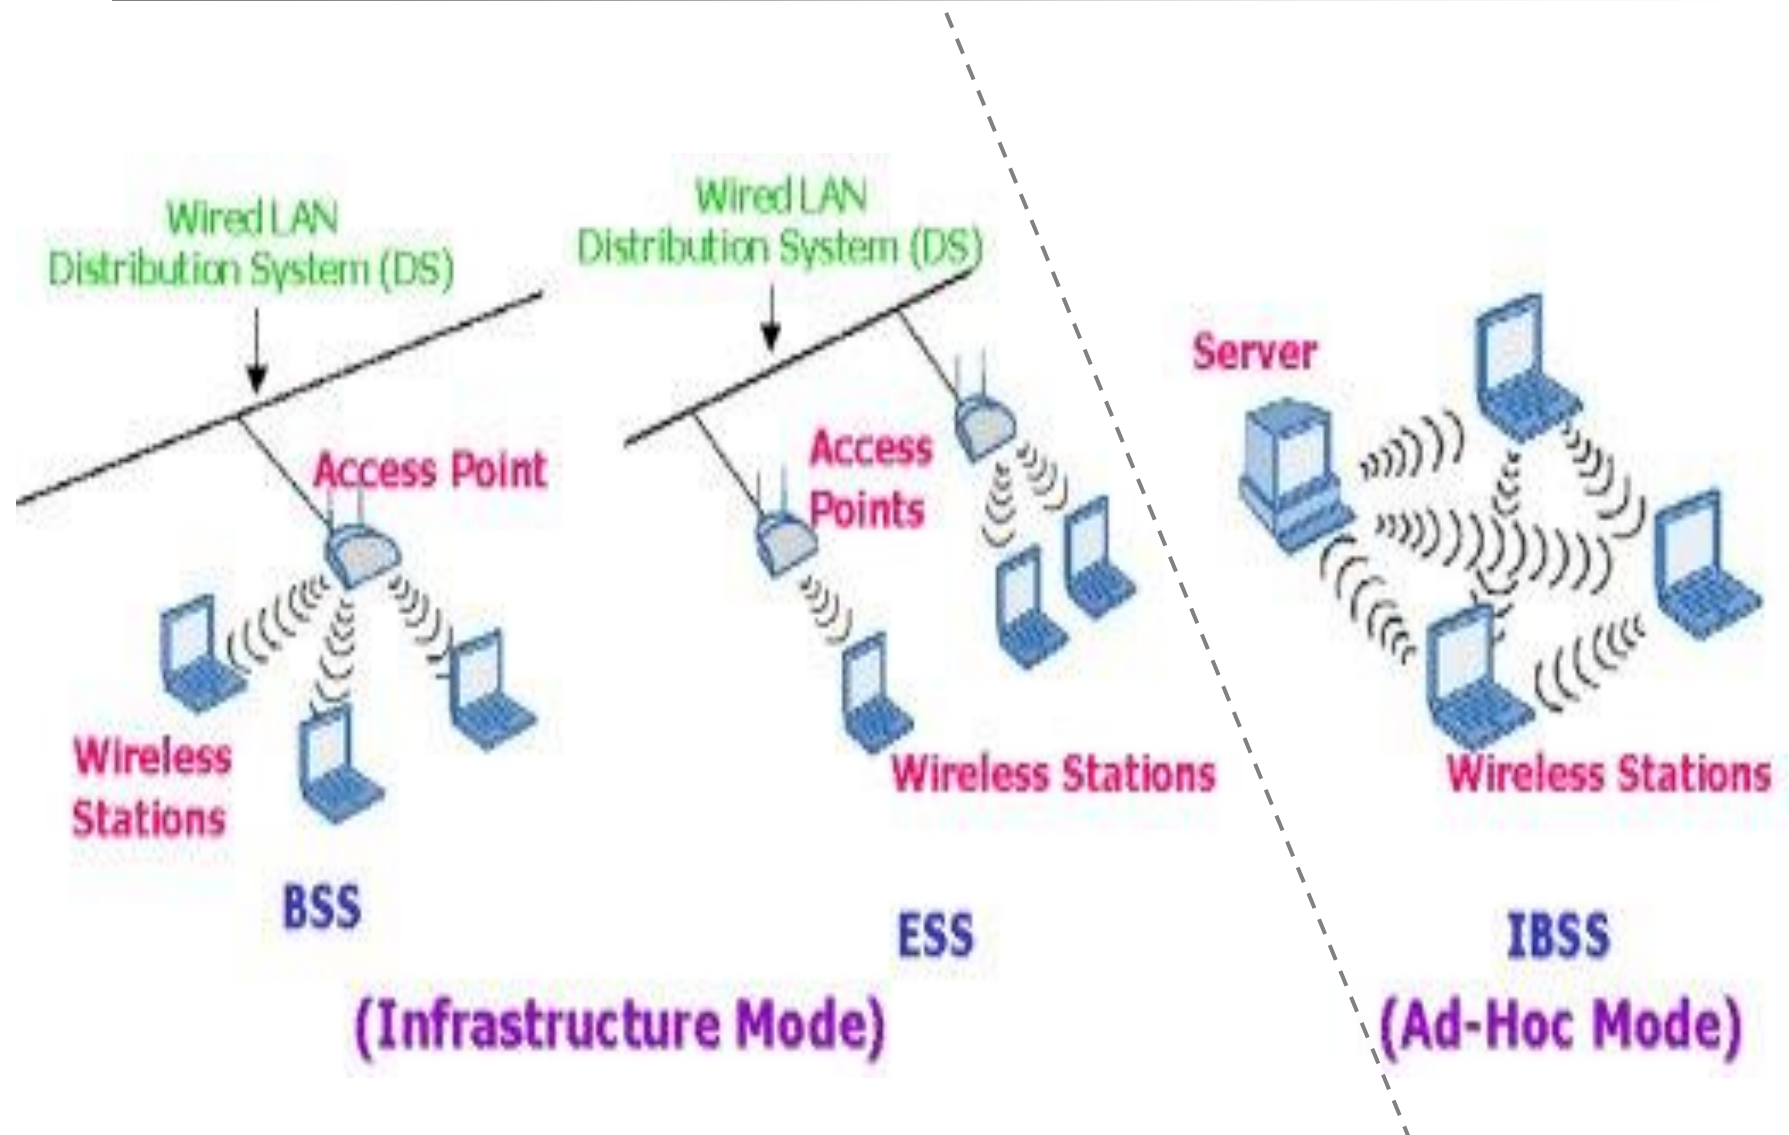 Wired LAN
Distribution System (DS)
Access Point
Wireless
Stations
BSS
Wired LAN
Distribution System (DS)
Access
Points
Wireless Stations
ESS
(Infrastructure Mode)
Server
Wireless Stations
IBSS
(Ad-Hoc Mode)